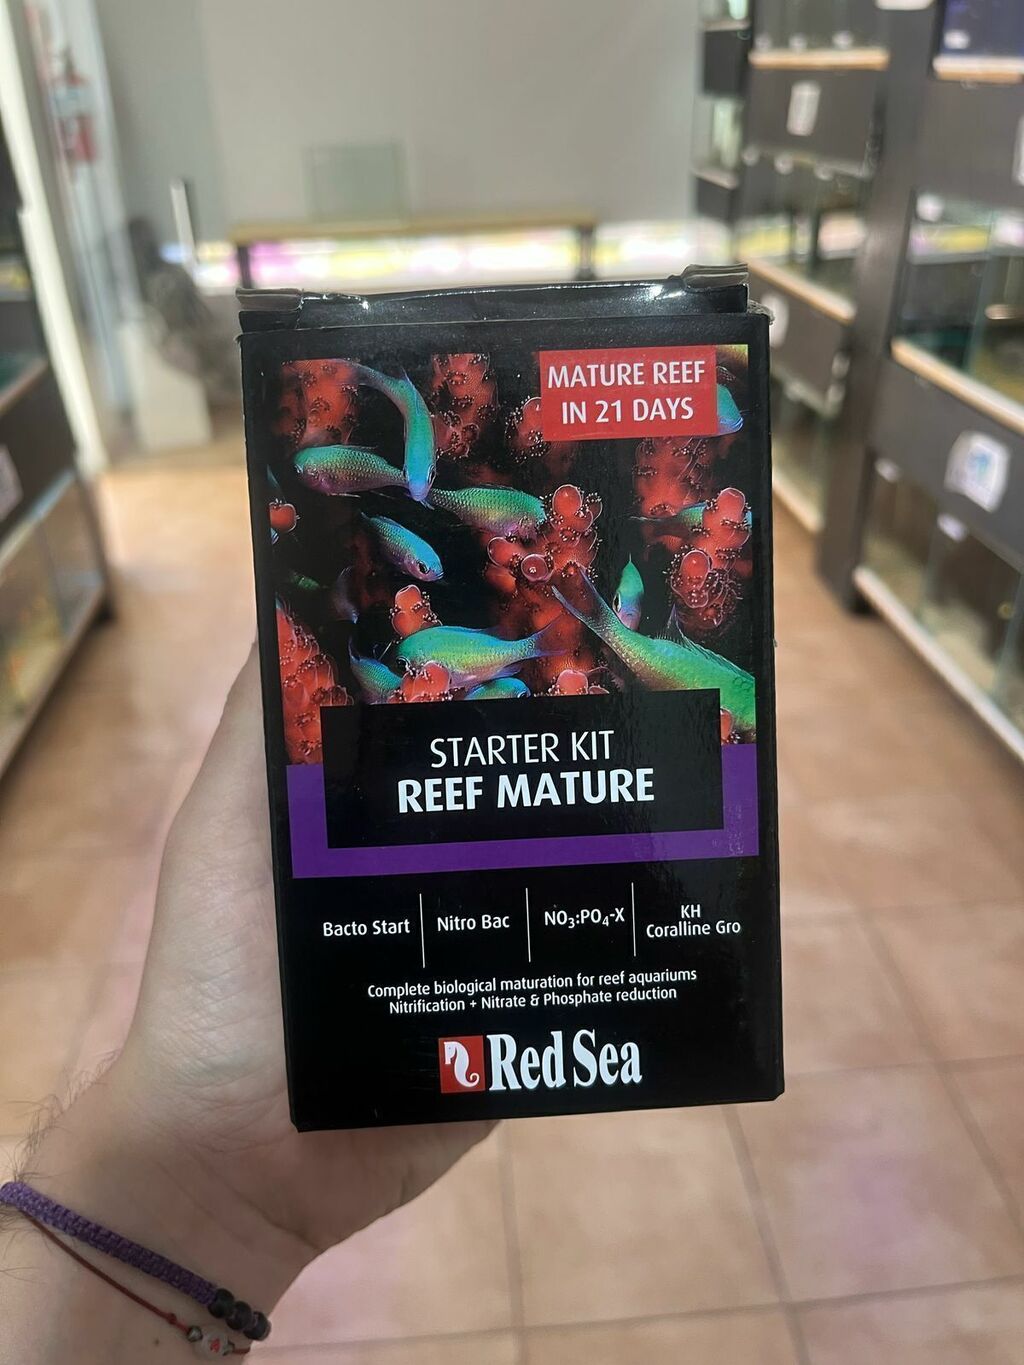 MATURE REEF
IN 21 DAYS
STARTER KIT
REEF MATURE
Bacto Start
Nitro Bac
NO₃:PO₄-X
KH
Coralline Gro
Complete biological maturation for reef aquariums
Nitrification + Nitrate & Phosphate reduction
Red Sea